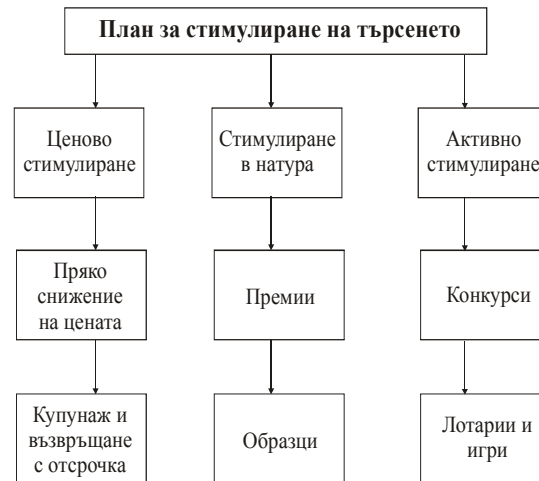 План за стимулиране на търсенето
Ценово
стимулиране
Стимулиране
в натура
Активно
стимулиране
Пряко
снижение
на цената
Премии
Конкурси
Купунаж и
възвръщане
с отсрочка
Образци
Лотарии и
игри